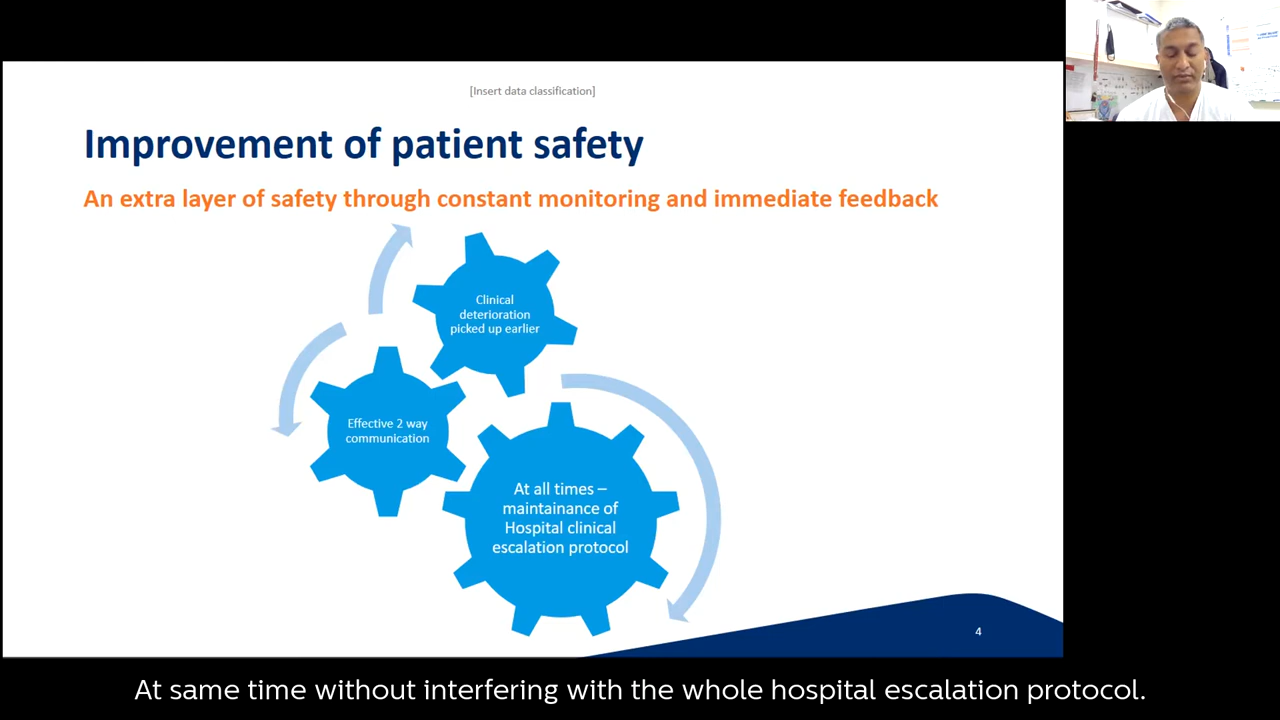 [Insert data classification]
Improvement of patient safety
An extra layer of safety through constant monitoring and immediate feedback
Clinical
deterioration
picked up earlier
Effective 2 way
communication
At all times –
maintainance of
Hospital clinical
escalation protocol
4
At same time without interfering with the whole hospital escalation protocol.